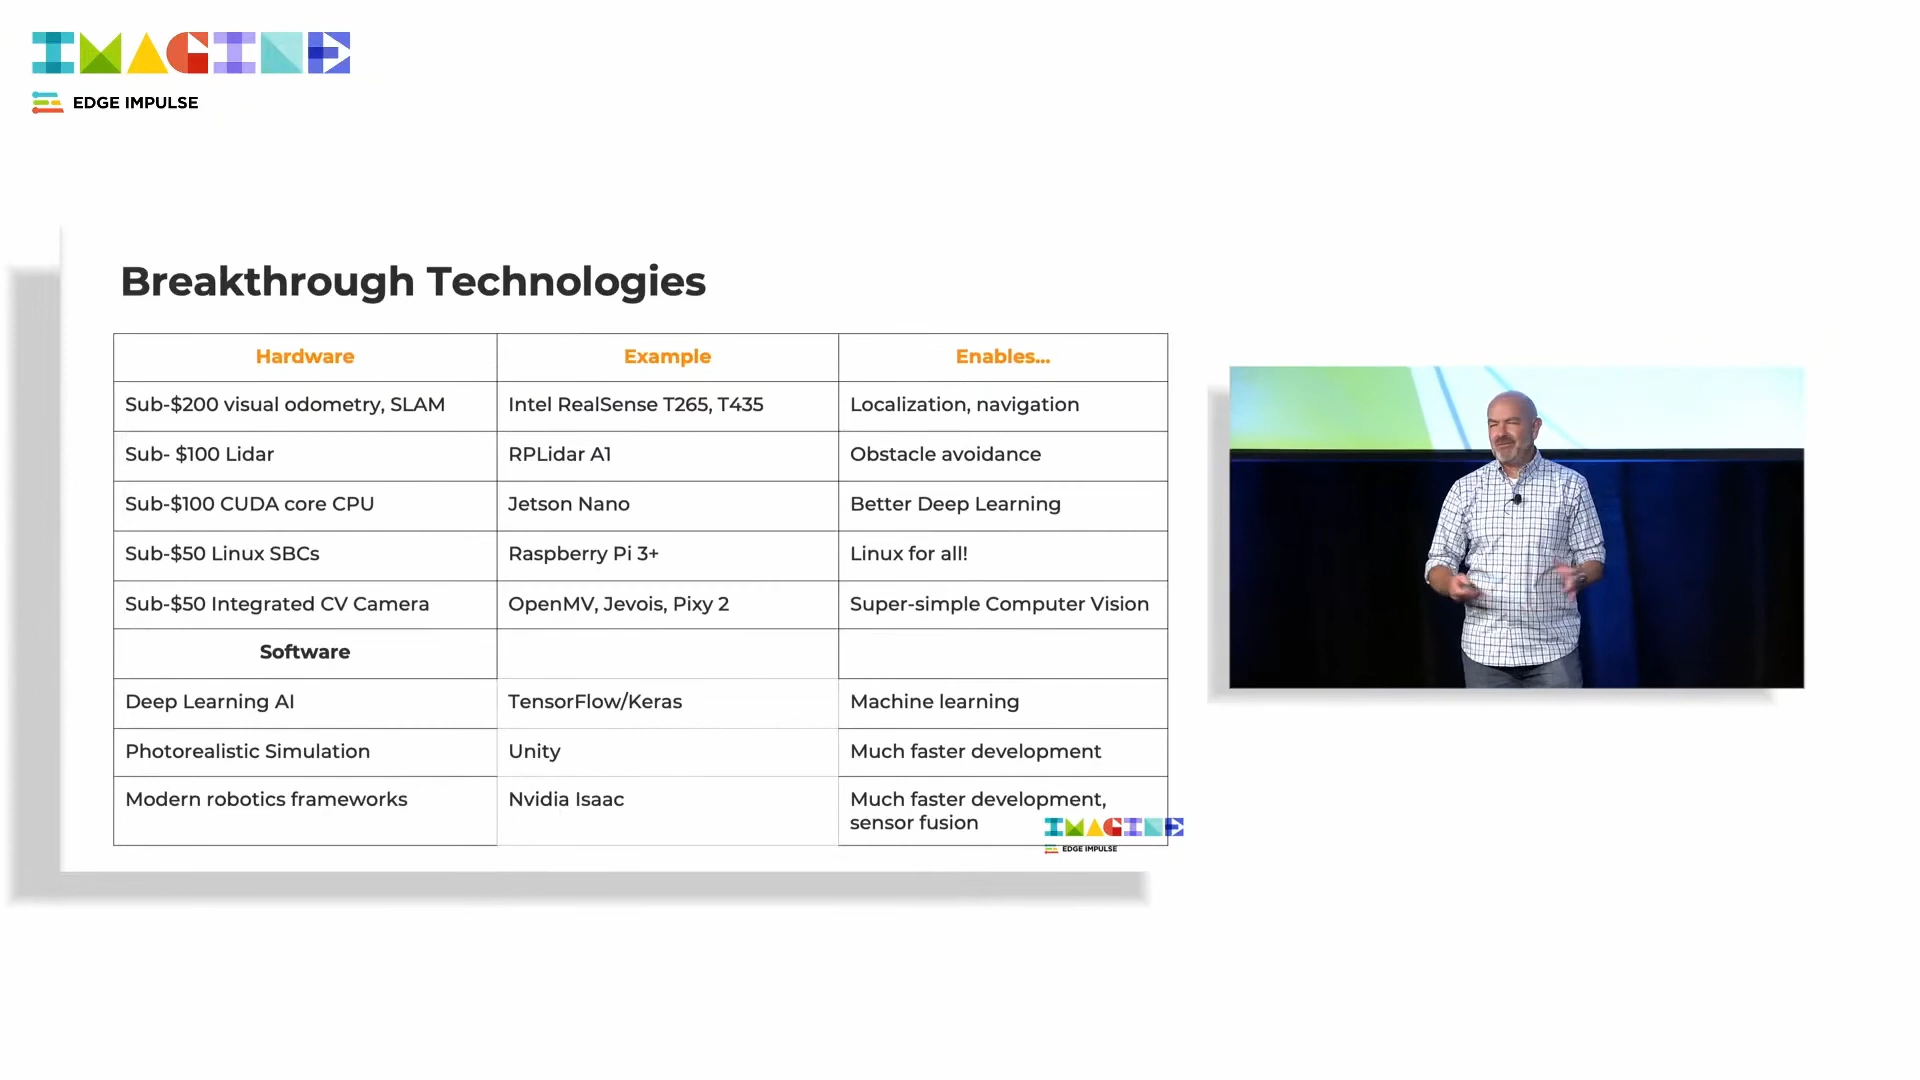 IMAGINE
EDGE IMPULSE
Breakthrough Technologies
Hardware Example Enables...
Sub-$200 visual odometry, SLAM Intel RealSense T265, T435 Localization, navigation
Sub- $100 Lidar RPLidar A1 Obstacle avoidance
Sub-$100 CUDA core CPU Jetson Nano Better Deep Learning
Sub-$50 Linux SBCs Raspberry Pi 3+ Linux for all!
Sub-$50 Integrated CV Camera OpenMV, Jevois, Pixy 2 Super-simple Computer Vision
Software
Deep Learning AI TensorFlow/Keras Machine learning
Photorealistic Simulation Unity Much faster development
Modern robotics frameworks Nvidia Isaac Much faster development,
sensor fusion
IMAGINE
EDGE IMPULSE